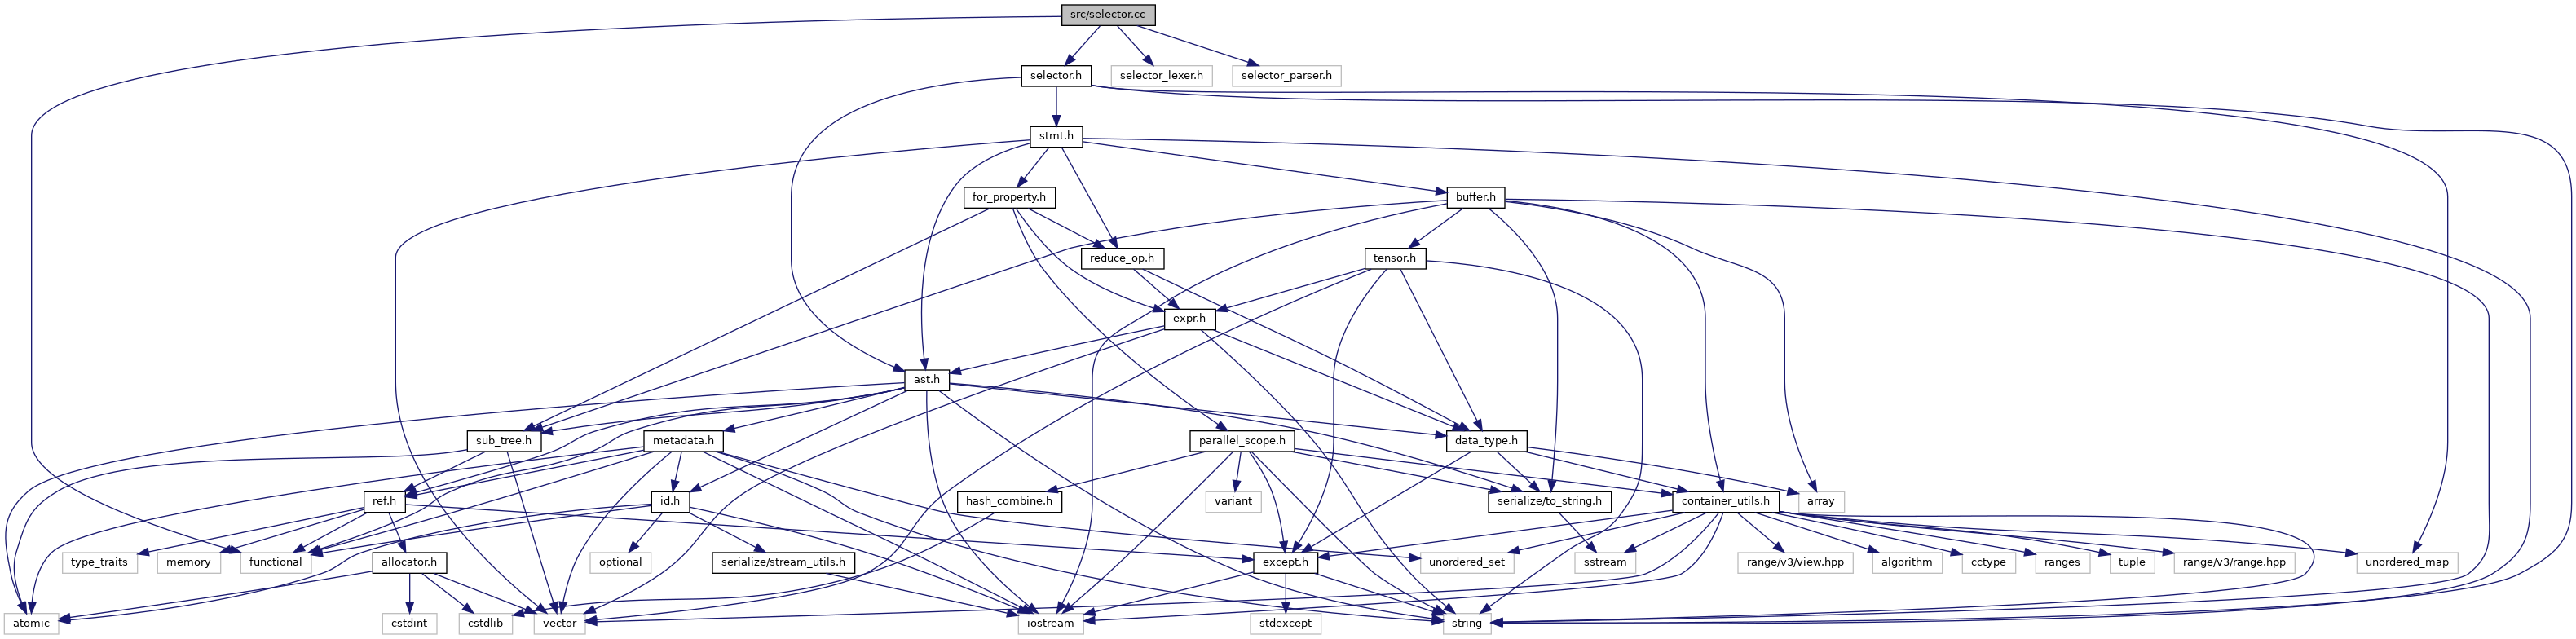 src/selector.cc
selector.h
selector_lexer.h
selector_parser.h
stmt.h
for_property.h
buffer.h
reduce_op.h
tensor.h
expr.h
ast.h
sub_tree.h
metadata.h
parallel_scope.h
data_type.h
ref.h
id.h
hash_combine.h
variant
serialize/to_string.h
container_utils.h
array
type_traits
memory
functional
allocator.h
optional
serialize/stream_utils.h
except.h
unordered_set
sstream
range/v3/view.hpp
algorithm
cctype
ranges
tuple
range/v3/range.hpp
unordered_map
atomic
cstdint
cstdlib
vector
iostream
stdexcept
string